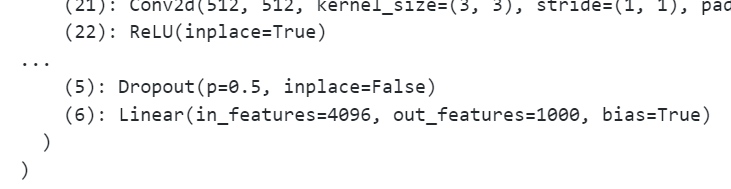 (21): Conv2d(512, 512, kernel_size=(3, 3), stride=(1, 1), pad
(22): ReLU(inplace=True)
...
(5): Dropout(p=0.5, inplace=False)
(6): Linear(in_features=4096, out_features=1000, bias=True)
)
)